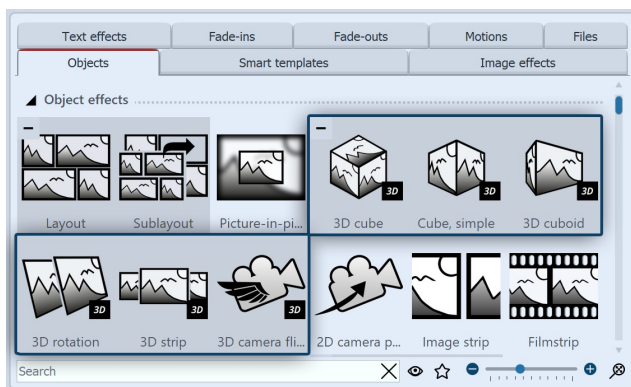 Text effects Fade-ins Fade-outs Motions Files
Objects Smart templates Image effects
Object effects
3D 3D 3D
Layout Sublayout Picture-in-pi... 3D cube Cube, simple 3D cuboid
3D 3D 3D
3D rotation 3D strip 3D camera fli... 2D camera p... Image strip Filmstrip
Search